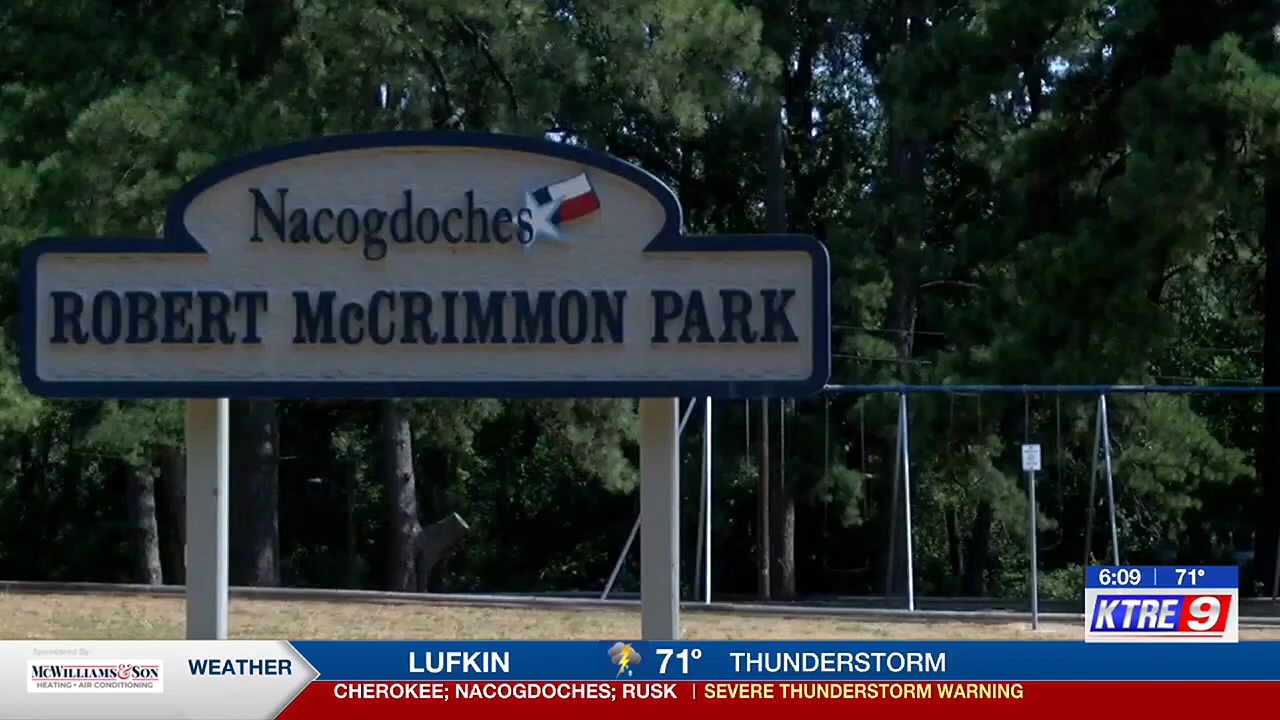 Nacogdoches
ROBERT McCRIMMON PARK
6:09 | 71°
KTRE 9
Sponsored By:
McWILLIAMS & SON
HEATING • AIR CONDITIONING
WEATHER
LUFKIN 71° THUNDERSTORM
CHEROKEE; NACOGDOCHES; RUSK | SEVERE THUNDERSTORM WARNING